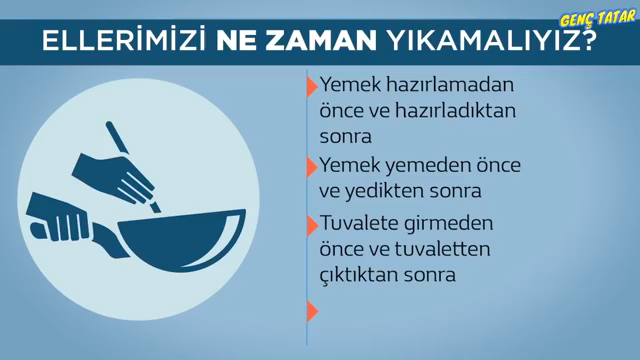 GENÇ TATAR
ELLERİMİZİ NE ZAMAN YIKAMALIYIZ?
Yemek hazırlamadan
önce ve hazırladıktan
sonra
Yemek yemeden önce
ve yedikten sonra
Tuvalete girmeden
önce ve tuvaletten
çıktıktan sonra